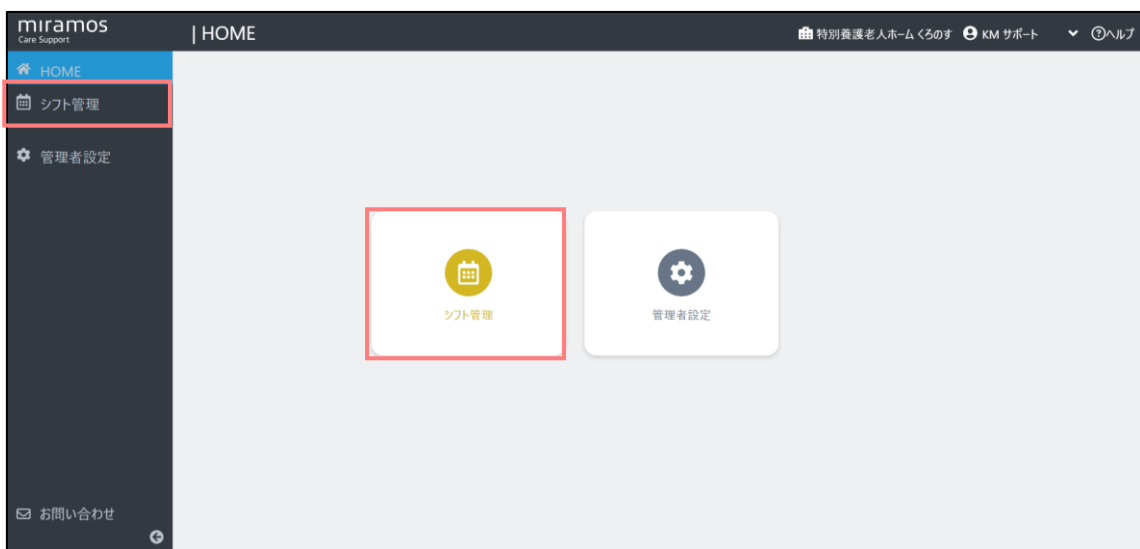 miramos
Care Support
| HOME
特別養護老人ホーム くろのす
KM サポート
?ヘルプ
HOME
シフト管理
管理者設定
シフト管理
管理者設定
お問い合わせ